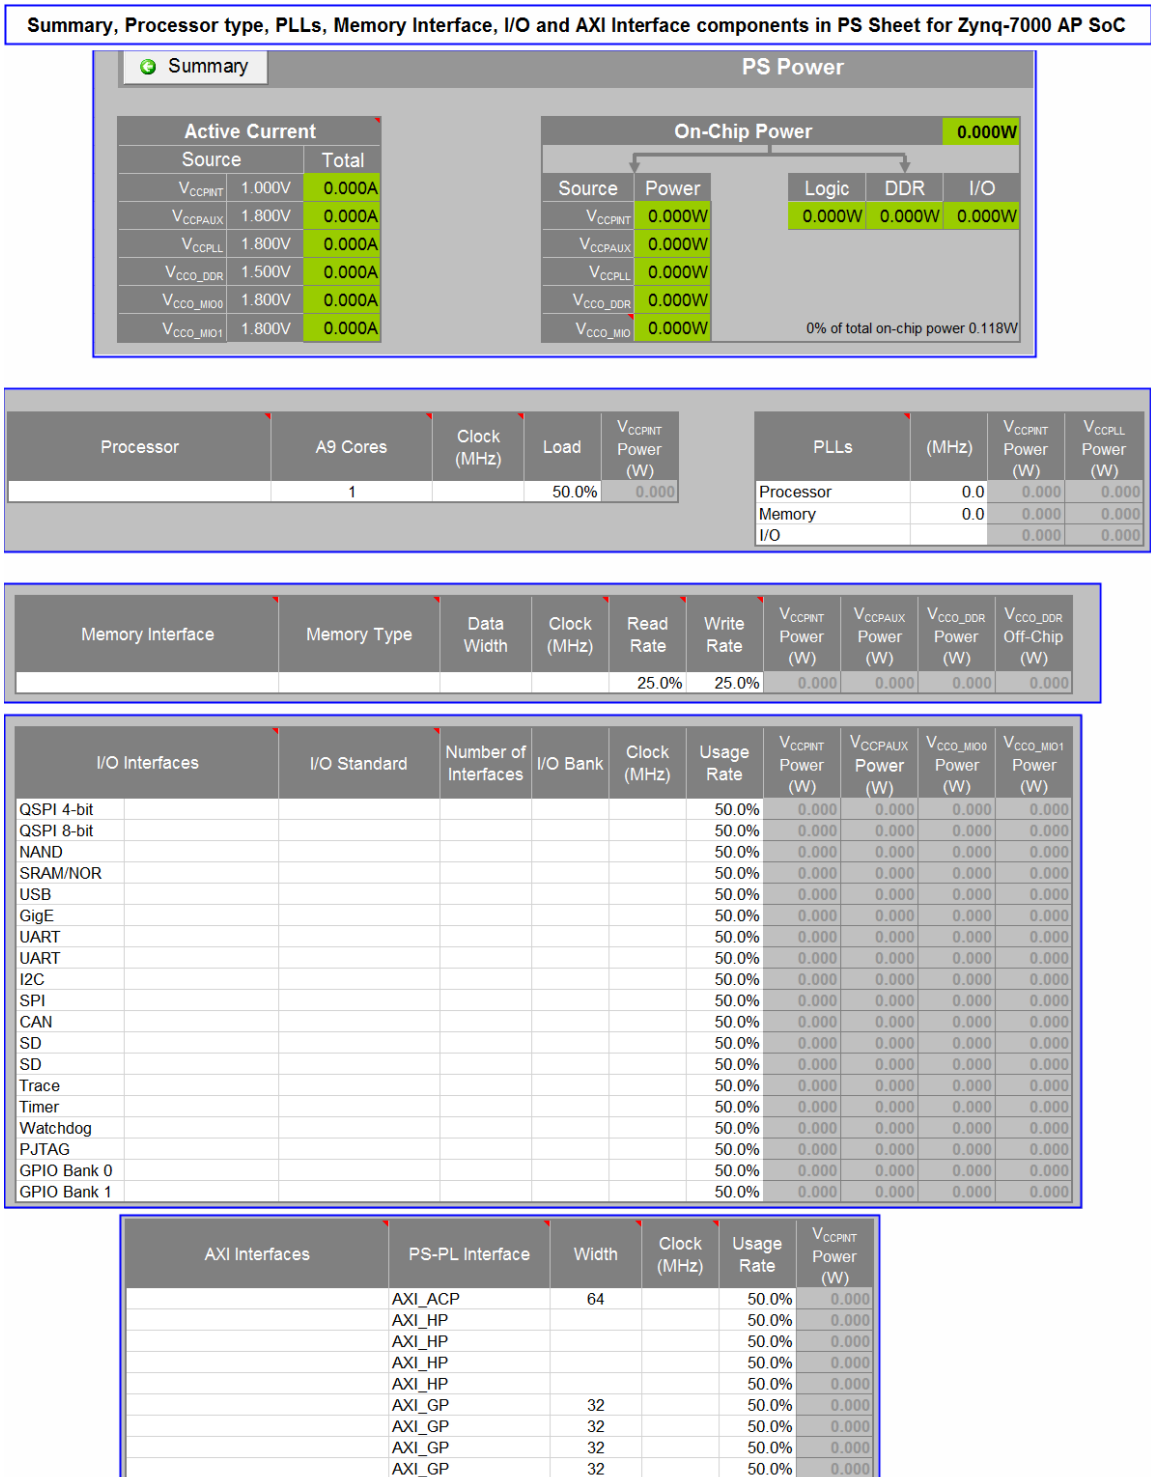 Summary, Processor type, PLLs, Memory Interface, I/O and AXI Interface components in PS Sheet for Zynq-7000 AP SoC
Summary PS Power
Active Current
Source Total
VCCPINT 1.000V 0.000A
VCCPAUX 1.800V 0.000A
VCCPLL 1.800V 0.000A
VCCO_DDR 1.500V 0.000A
VCCO_MIO0 1.800V 0.000A
VCCO_MIO1 1.800V 0.000A
On-Chip Power 0.000W
Source Power Logic DDR I/O
VCCPINT 0.000W 0.000W 0.000W 0.000W
VCCPAUX 0.000W
VCCPLL 0.000W
VCCO_DDR 0.000W
VCCO_MIO 0.000W 0% of total on-chip power 0.118W
Processor A9 Cores Clock (MHz) Load VCCPINT Power (W)
1 50.0% 0.000
PLLs (MHz) VCCPINT Power (W) VCCPLL Power (W)
Processor 0.0 0.000 0.000
Memory 0.0 0.000 0.000
I/O 0.000 0.000
Memory Interface Memory Type Data Width Clock (MHz) Read Rate Write Rate VCCPINT Power (W) VCCPAUX Power (W) VCCO_DDR Power (W) VCCO_DDR Off-Chip (W)
25.0% 25.0% 0.000 0.000 0.000 0.000
I/O Interfaces I/O Standard Number of Interfaces I/O Bank Clock (MHz) Usage Rate VCCPINT Power (W) VCCPAUX Power (W) VCCO_MIO0 Power (W) VCCO_MIO1 Power (W)
QSPI 4-bit 50.0% 0.000 0.000 0.000 0.000
QSPI 8-bit 50.0% 0.000 0.000 0.000 0.000
NAND 50.0% 0.000 0.000 0.000 0.000
SRAM/NOR 50.0% 0.000 0.000 0.000 0.000
USB 50.0% 0.000 0.000 0.000 0.000
GigE 50.0% 0.000 0.000 0.000 0.000
UART 50.0% 0.000 0.000 0.000 0.000
UART 50.0% 0.000 0.000 0.000 0.000
I2C 50.0% 0.000 0.000 0.000 0.000
SPI 50.0% 0.000 0.000 0.000 0.000
CAN 50.0% 0.000 0.000 0.000 0.000
SD 50.0% 0.000 0.000 0.000 0.000
SD 50.0% 0.000 0.000 0.000 0.000
Trace 50.0% 0.000 0.000 0.000 0.000
Timer 50.0% 0.000 0.000 0.000 0.000
Watchdog 50.0% 0.000 0.000 0.000 0.000
PJTAG 50.0% 0.000 0.000 0.000 0.000
GPIO Bank 0 50.0% 0.000 0.000 0.000 0.000
GPIO Bank 1 50.0% 0.000 0.000 0.000 0.000
AXI Interfaces PS-PL Interface Width Clock (MHz) Usage Rate VCCPINT Power (W)
AXI_ACP 64 50.0% 0.000
AXI_HP 50.0% 0.000
AXI_HP 50.0% 0.000
AXI_HP 50.0% 0.000
AXI_HP 50.0% 0.000
AXI_GP 32 50.0% 0.000
AXI_GP 32 50.0% 0.000
AXI_GP 32 50.0% 0.000
AXI_GP 32 50.0% 0.000